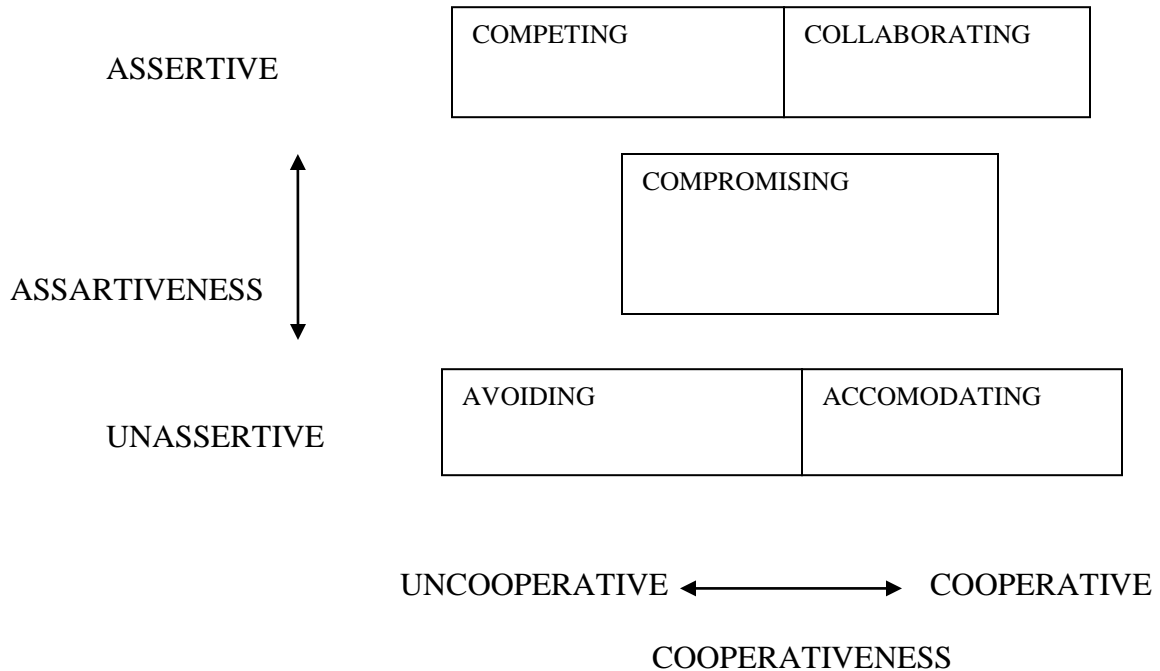 COMPETING COLLABORATING
ASSERTIVE
COMPROMISING
ASSARTIVENESS
AVOIDING ACCOMODATING
UNASSERTIVE
UNCOOPERATIVE COOPERATIVE
COOPERATIVENESS